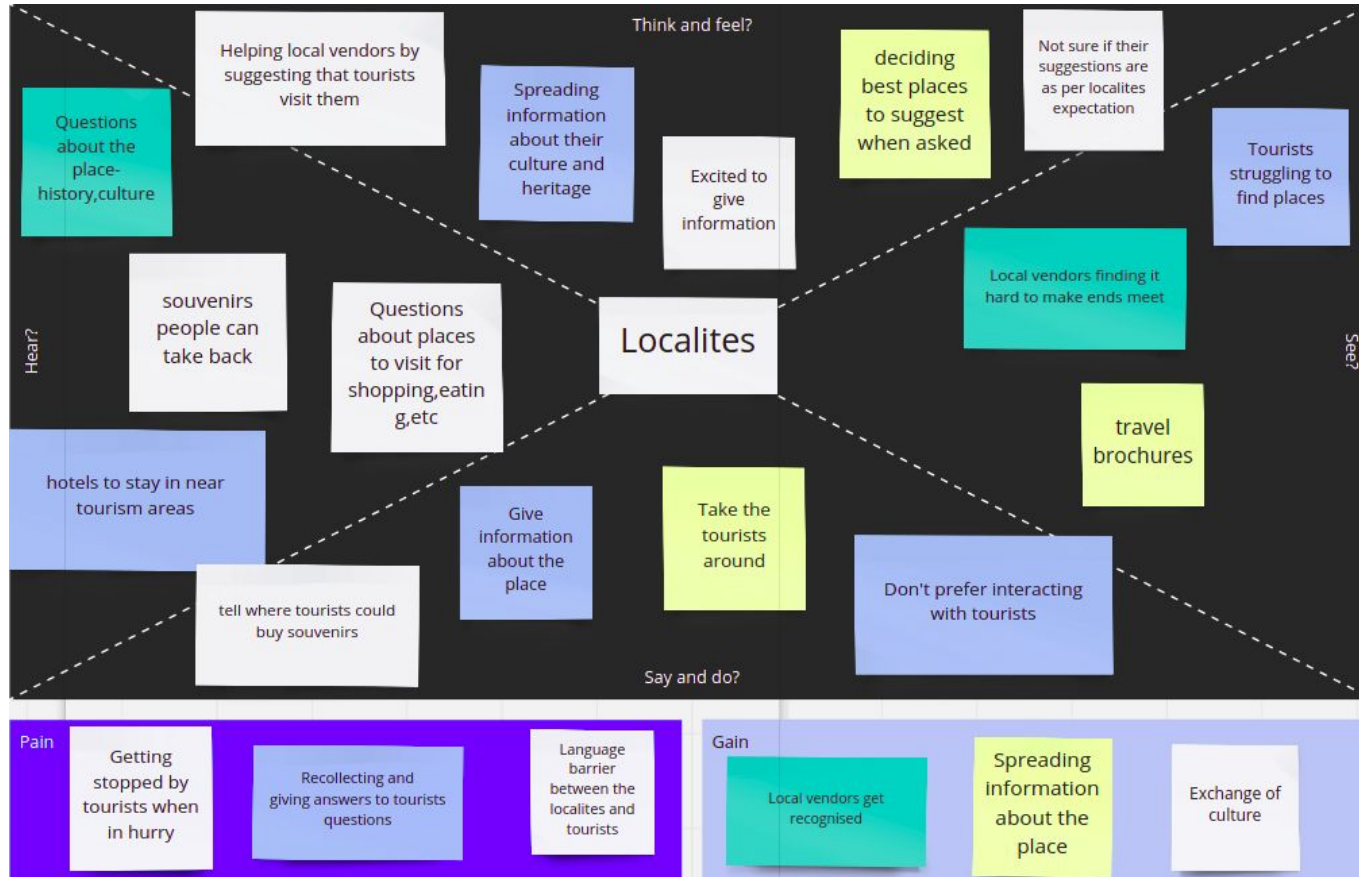 Think and feel?
Helping local vendors by
suggesting that tourists
visit them
Spreading
information
about their
culture and
heritage
Excited to
give
information
deciding
best places
to suggest
when asked
Not sure if their
suggestions are
as per localites
expectation
Hear?
Questions
about the
place-
history,culture
souvenirs
people can
take back
Questions
about places
to visit for
shopping,eatin
g,etc
hotels to stay in near
tourism areas
Localites
See?
Tourists
struggling to
find places
Local vendors finding it
hard to make ends meet
travel
brochures
tell where tourists could
buy souvenirs
Give
information
about the
place
Take the
tourists
around
Don't prefer interacting
with tourists
Say and do?
Pain
Getting
stopped by
tourists when
in hurry
Recollecting and
giving answers to tourists
questions
Language
barrier
between the
localites and
tourists
Gain
Local vendors get
recognised
Spreading
information
about the
place
Exchange of
culture